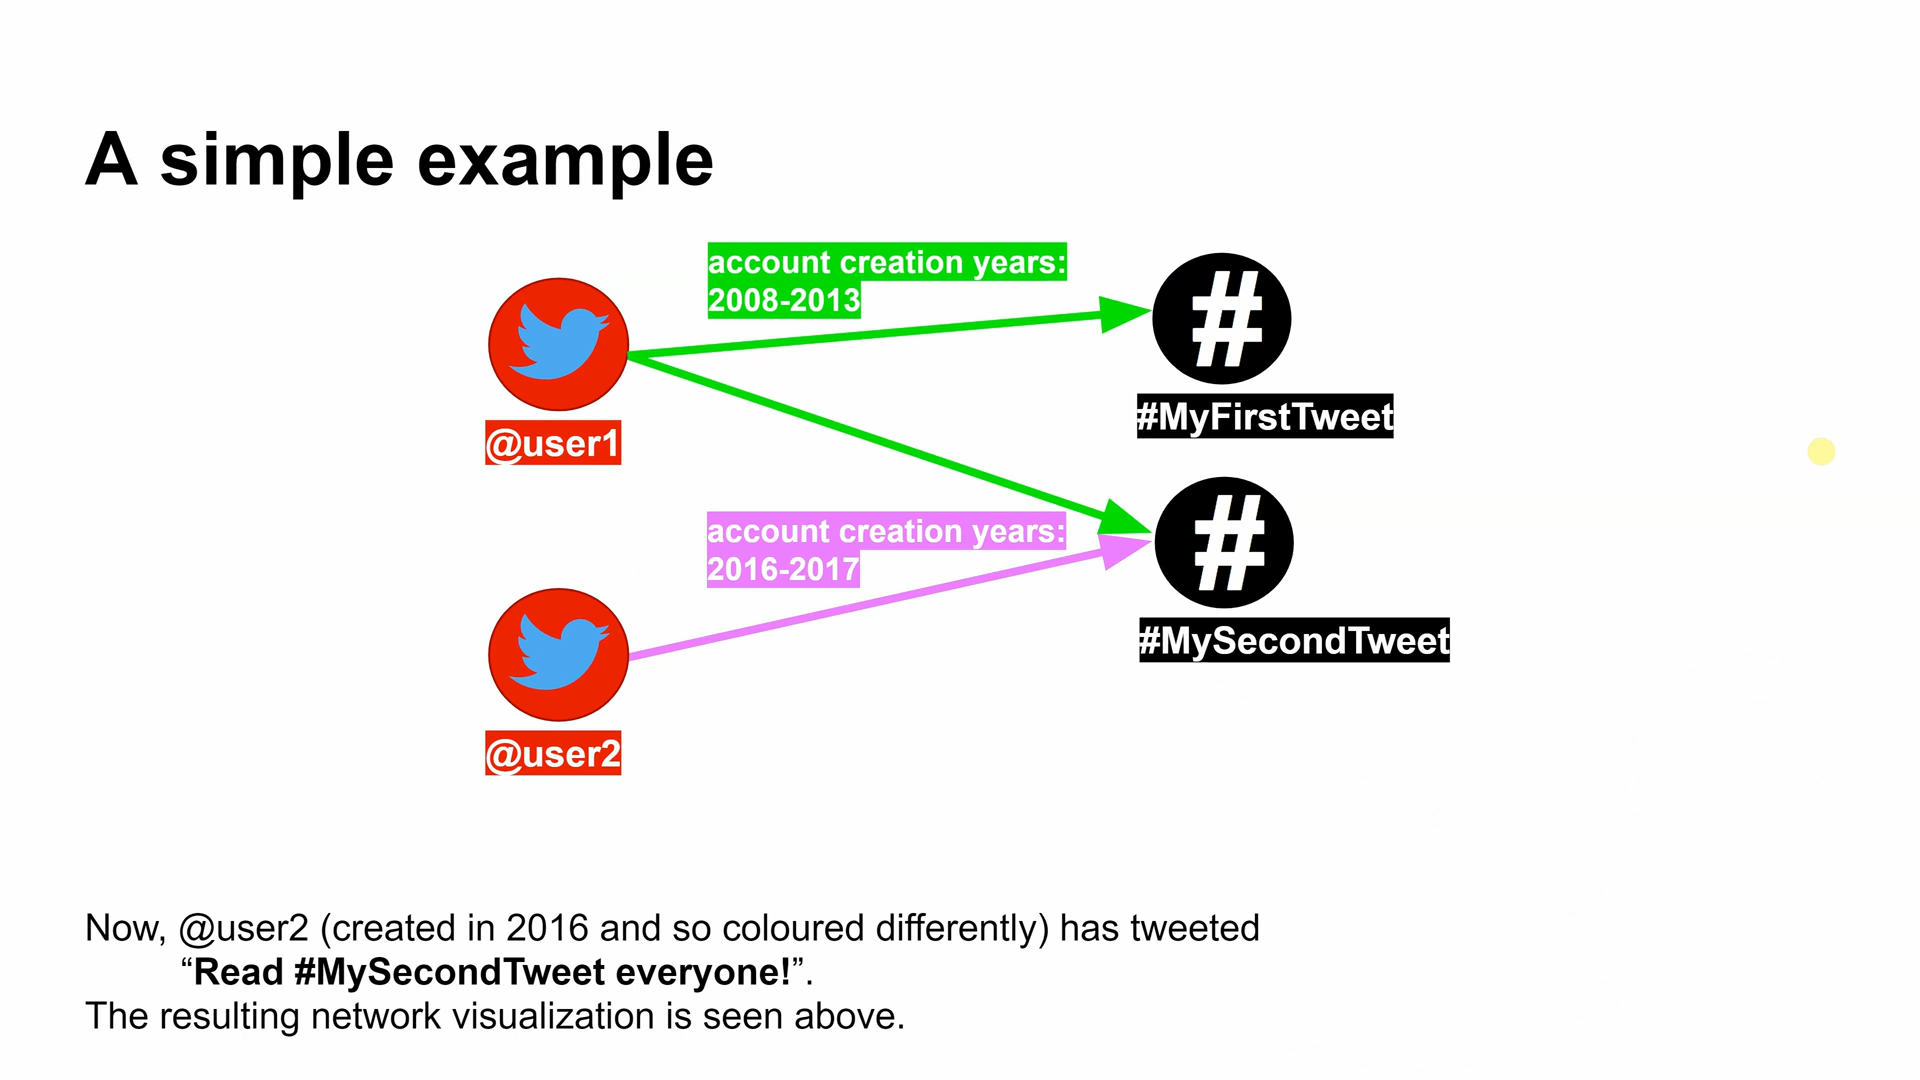 A simple example
account creation years:
2008-2013
#
@user1
#MyFirstTweet
account creation years:
2016-2017
#
@user2
#MySecondTweet
Now, @user2 (created in 2016 and so coloured differently) has tweeted
“Read #MySecondTweet everyone!”.
The resulting network visualization is seen above.